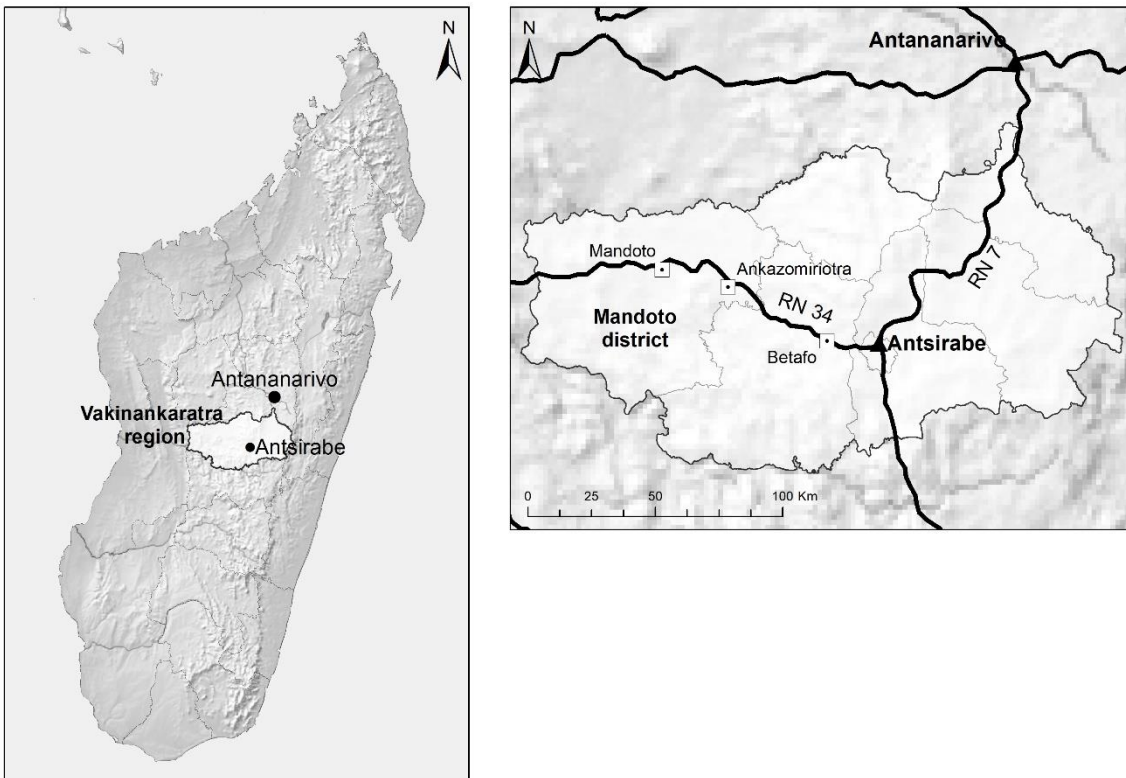 N
Antananarivo
Vakinankaratra
region
Antsirabe
N
Antananarivo
Mandoto
Ankazomiriotra
RN 7
RN 34
Mandoto
district
Betafo
Antsirabe
0 25 50 100 Km